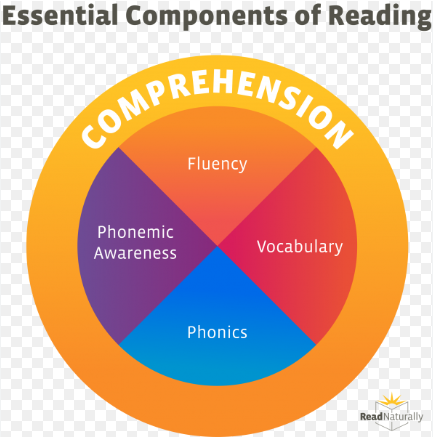 Essential Components of Reading
COMPREHENSION
Fluency
Phonemic
Awareness
Vocabulary
Phonics
ReadNaturally